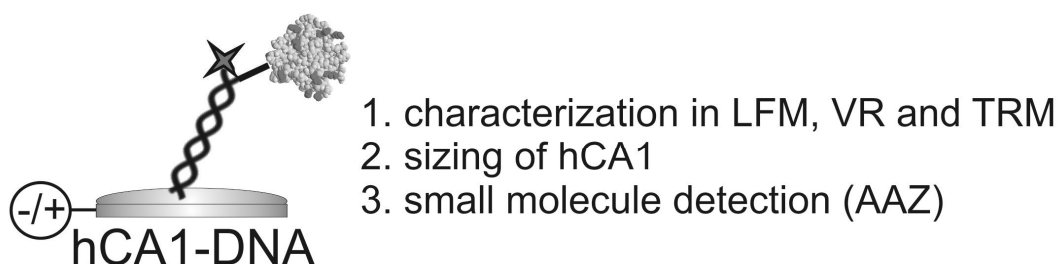 1. characterization in LFM, VR and TRM
2. sizing of hCA1
3. small molecule detection (AAZ)
-/+
hCA1-DNA